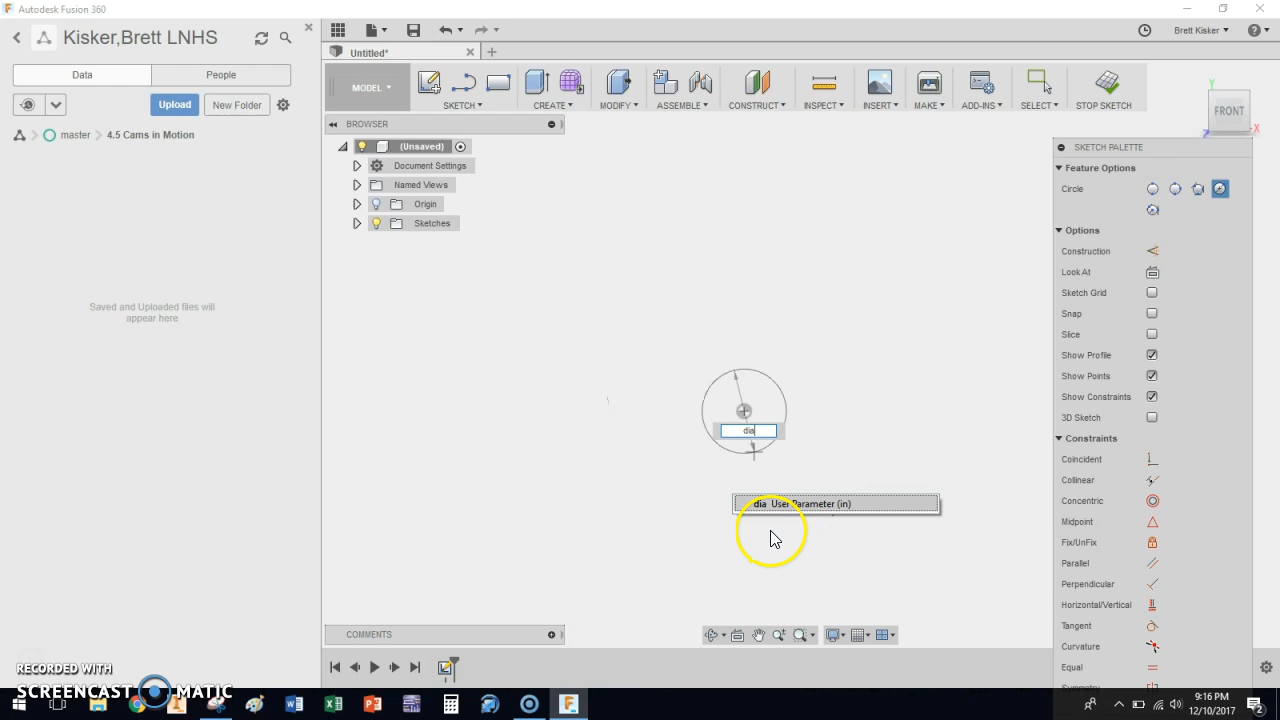 Autodesk Fusion 360
Kisker,Brett LNHS
Data
People
Upload
New Folder
master
4.5 Cams in Motion
Saved and Uploaded files will
appear here
Untitled*
Brett Kisker
MODEL
SKETCH
CREATE
MODIFY
ASSEMBLE
CONSTRUCT
INSPECT
INSERT
MAKE
ADD-INS
SELECT
STOP SKETCH
BROWSER
(Unsaved)
Document Settings
Named Views
Origin
Sketches
Y
FRONT
X
Z
dia
dia User Parameter (in)
SKETCH PALETTE
Feature Options
Circle
Options
Construction
Look At
Sketch Grid
Snap
Slice
Show Profile
Show Points
Show Constraints
3D Sketch
Constraints
Coincident
Collinear
Concentric
Midpoint
Fix/UnFix
Parallel
Perpendicular
Horizontal/Vertical
Tangent
Curvature
Equal
Symmetry
COMMENTS
RECORDED WITH
SCREENCAST MATIC
9:16 PM
12/10/2017